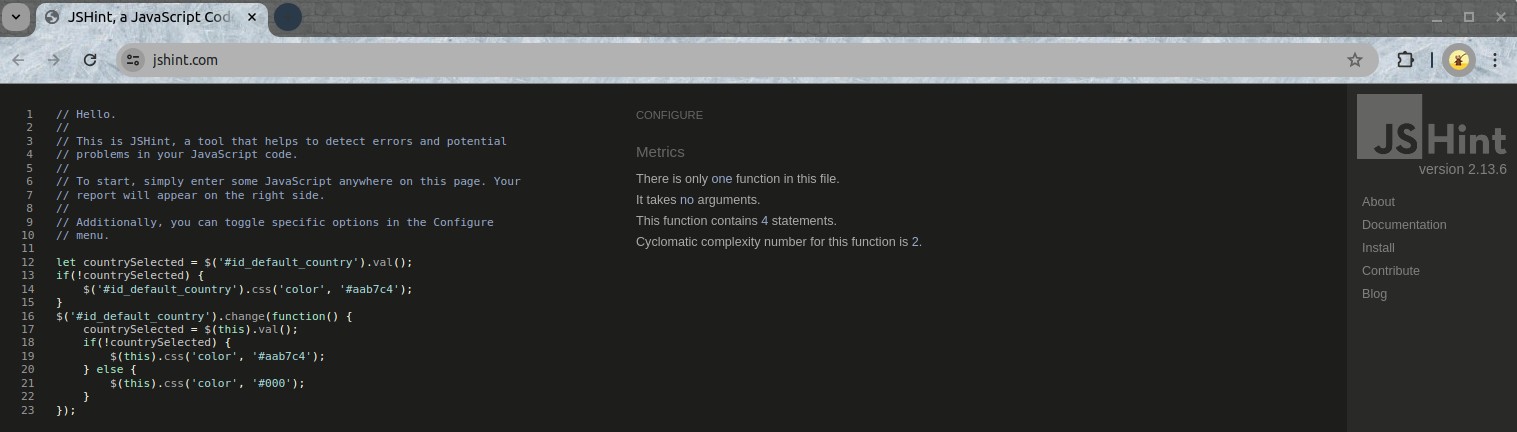 JSHint, a JavaScript Cod
jshint.com
1 // Hello.
2 //
3 // This is JSHint, a tool that helps to detect errors and potential
4 // problems in your JavaScript code.
5 //
6 // To start, simply enter some JavaScript anywhere on this page. Your
7 // report will appear on the right side.
8 //
9 // Additionally, you can toggle specific options in the Configure
10 // menu.
11
12 let countrySelected = $('#id_default_country').val();
13 if(!countrySelected) {
14     $('#id_default_country').css('color', '#aab7c4');
15 }
16 $('#id_default_country').change(function() {
17     countrySelected = $(this).val();
18     if(!countrySelected) {
19         $(this).css('color', '#aab7c4');
20     } else {
21         $(this).css('color', '#000');
22     }
23 });
CONFIGURE
Metrics
There is only one function in this file.
It takes no arguments.
This function contains 4 statements.
Cyclomatic complexity number for this function is 2.
JSHint
version 2.13.6
About
Documentation
Install
Contribute
Blog